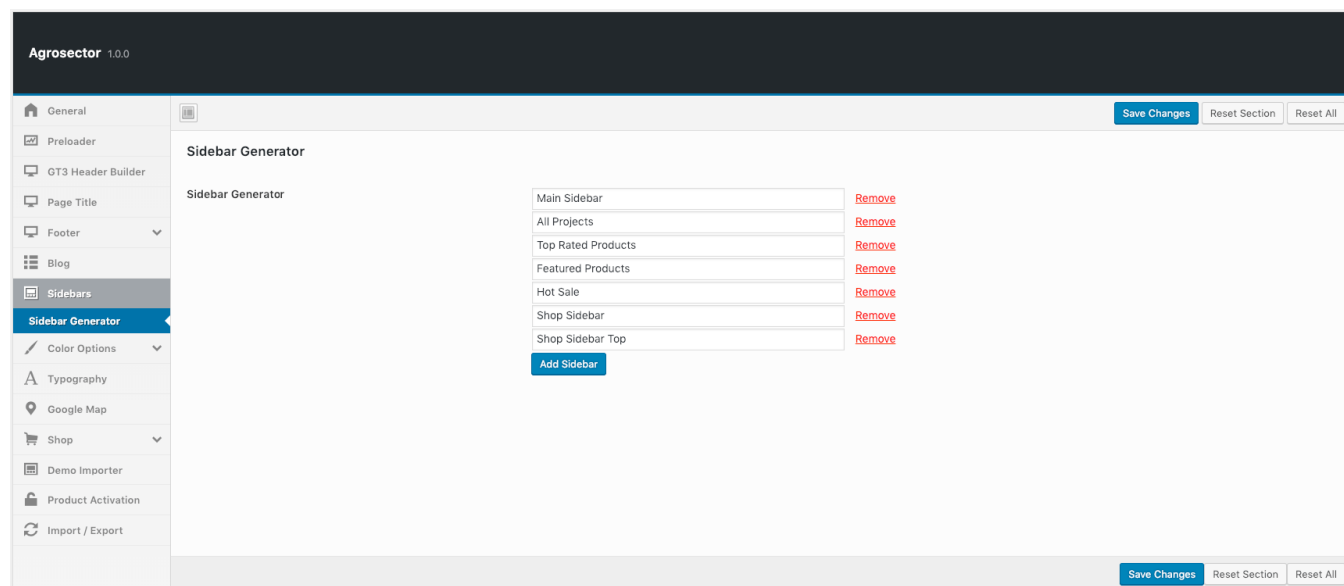 Agrosector 1.0.0
General
Preloader
GT3 Header Builder
Page Title
Footer
Blog
Sidebars
Sidebar Generator
Color Options
Typography
Google Map
Shop
Demo Importer
Product Activation
Import / Export
Save Changes Reset Section Reset All
Sidebar Generator
Sidebar Generator
Main Sidebar Remove
All Projects Remove
Top Rated Products Remove
Featured Products Remove
Hot Sale Remove
Shop Sidebar Remove
Shop Sidebar Top Remove
Add Sidebar
Save Changes Reset Section Reset All